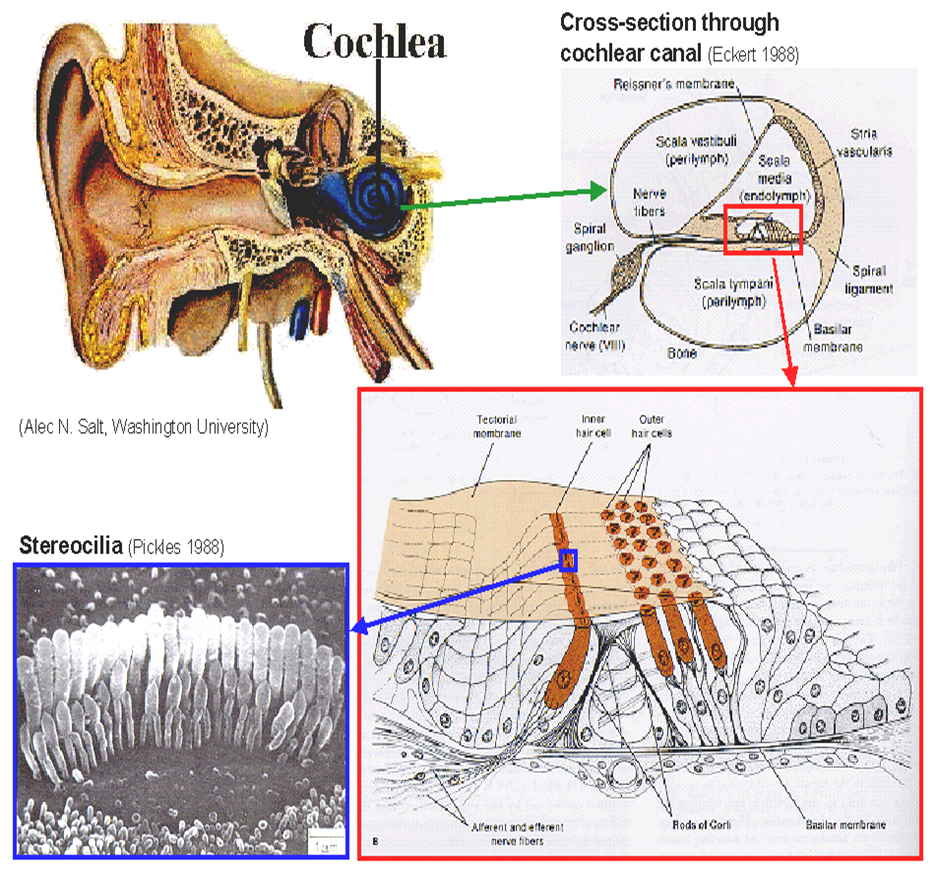 Cochlea
Cross-section through
cochlear canal (Eckert 1988)
Reissner's membrane
Scala vestibuli
(perilymph)
Scala
media
(endolymph)
Stria
vascularis
Nerve
fibers
Spiral
ganglion
Scala tympani
(perilymph)
Spiral
ligament
Cochlear
nerve (VIII)
Bone
Basilar
membrane
(Alec N. Salt, Washington University)
Tectorial
membrane
Inner
hair cell
Outer
hair cells
Stereocilia (Pickles 1988)
1 µm
Afferent and efferent
nerve fibers
Rods of Corti
Basilar membrane
B